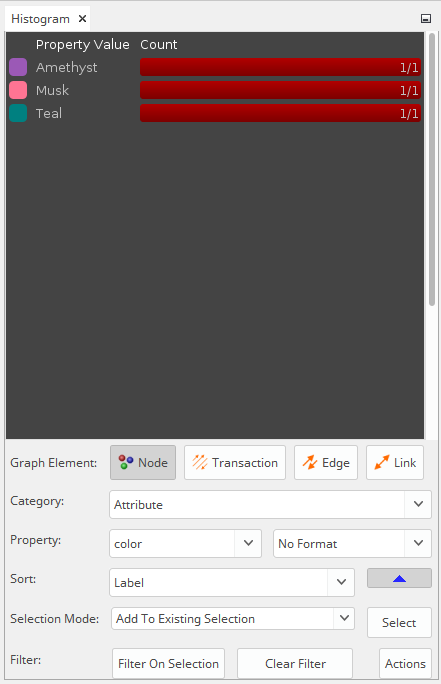 Histogram
Property Value Count
Amethyst 1/1
Musk 1/1
Teal 1/1
Graph Element: Node Transaction Edge Link
Category: Attribute
Property: color No Format
Sort: Label
Selection Mode: Add To Existing Selection Select
Filter: Filter On Selection Clear Filter Actions